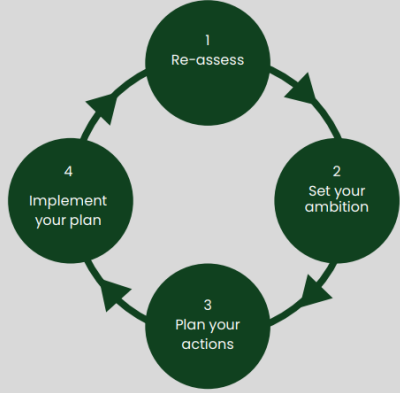 1
Re-assess
2
Set your
ambition
3
Plan your
actions
4
Implement
your plan